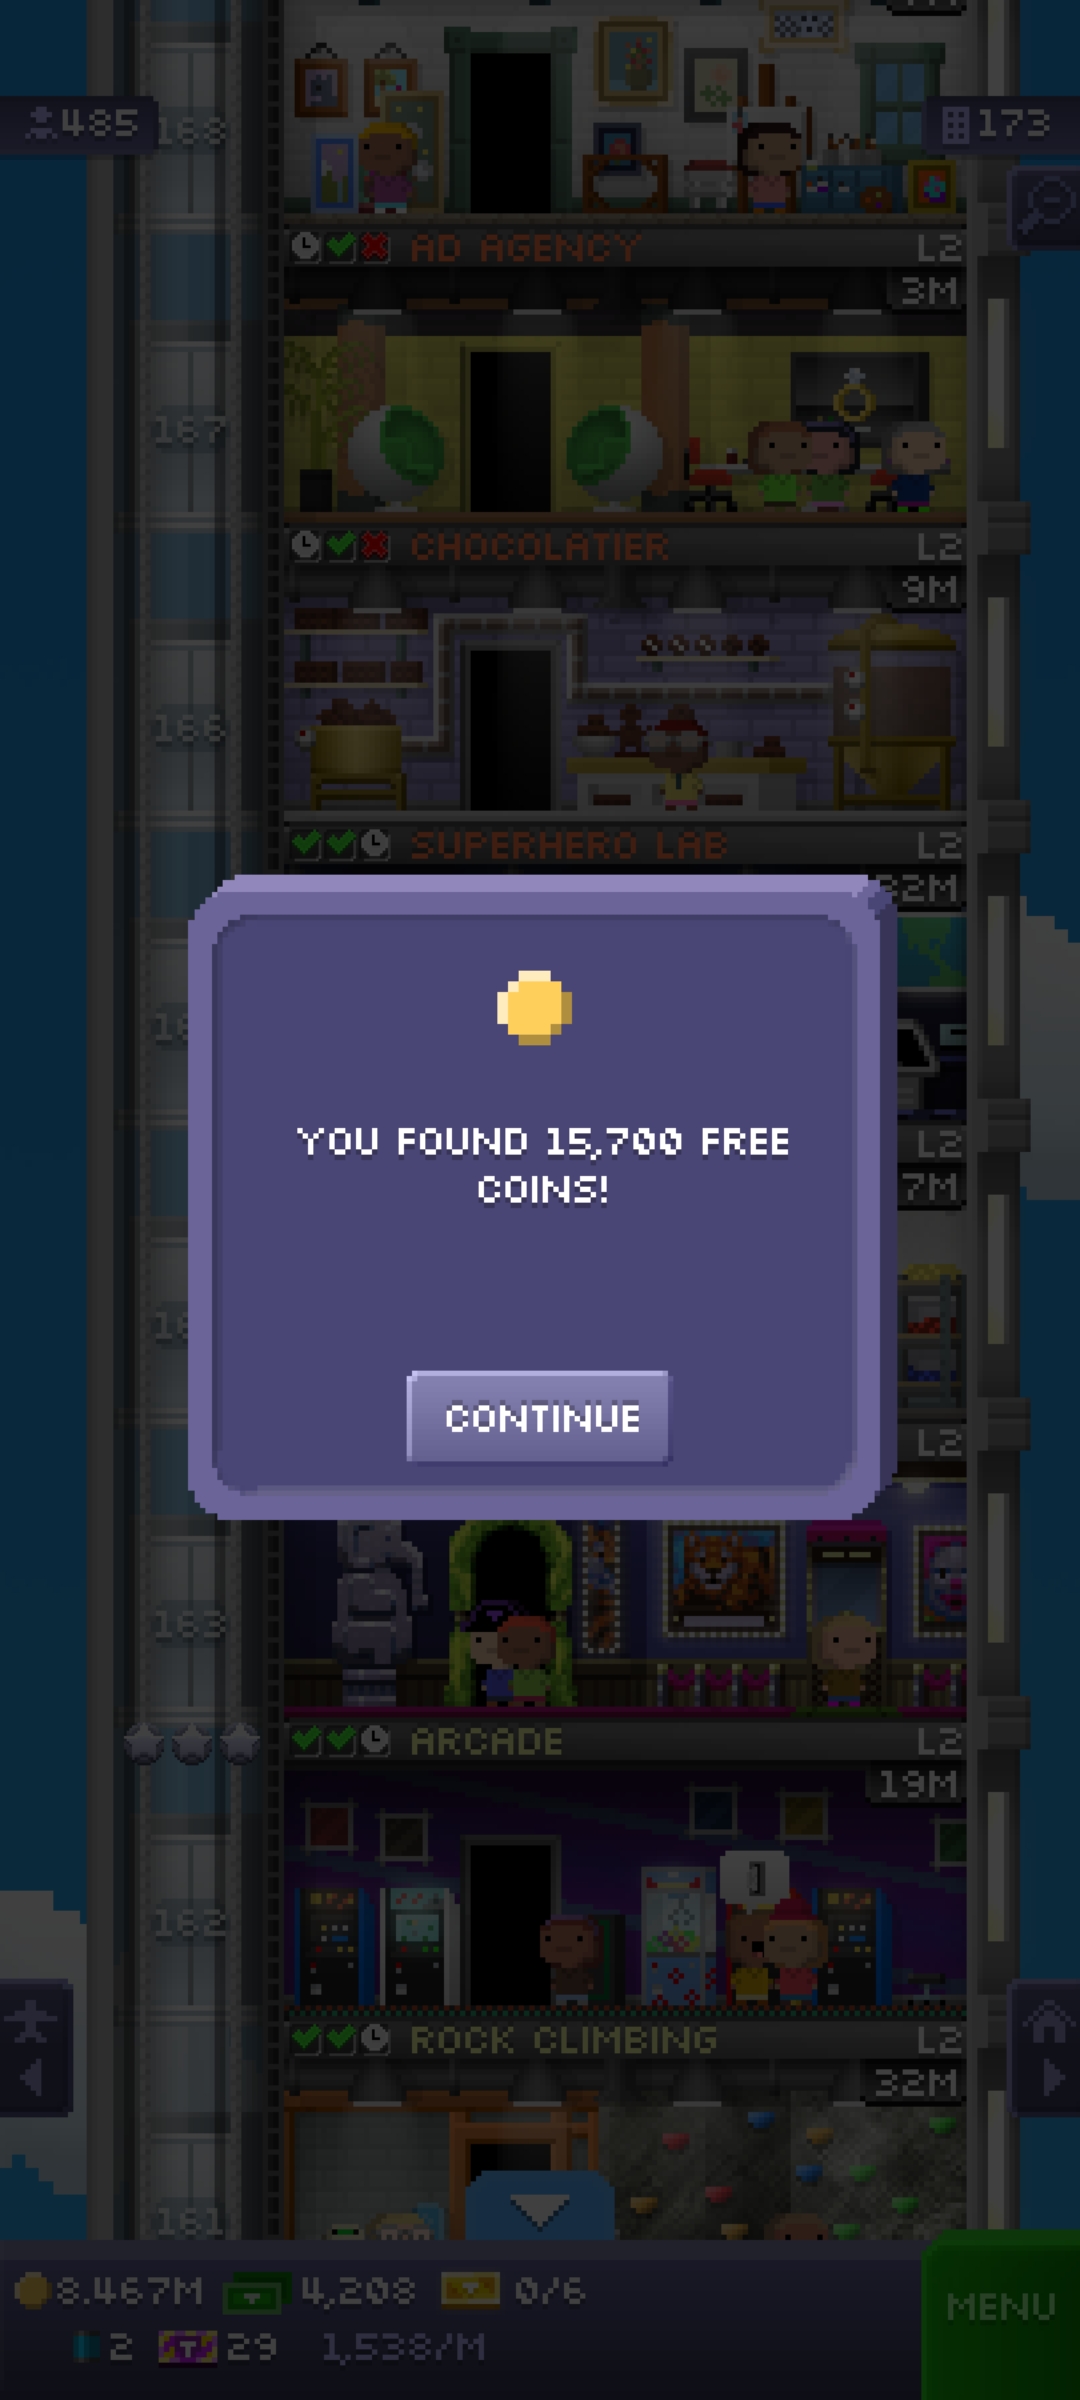 485
168
173
AD AGENCY
L2
3M
167
CHOCOLATIER
L2
9M
166
SUPERHERO LAB
L2
32M
YOU FOUND 15,700 FREE
COINS!
L2
7M
CONTINUE
L2
163
ARCADE
L2
19M
162
ROCK CLIMBING
L2
32M
161
8.467M
4,208
0/6
MENU
2
T
29
1,538/M